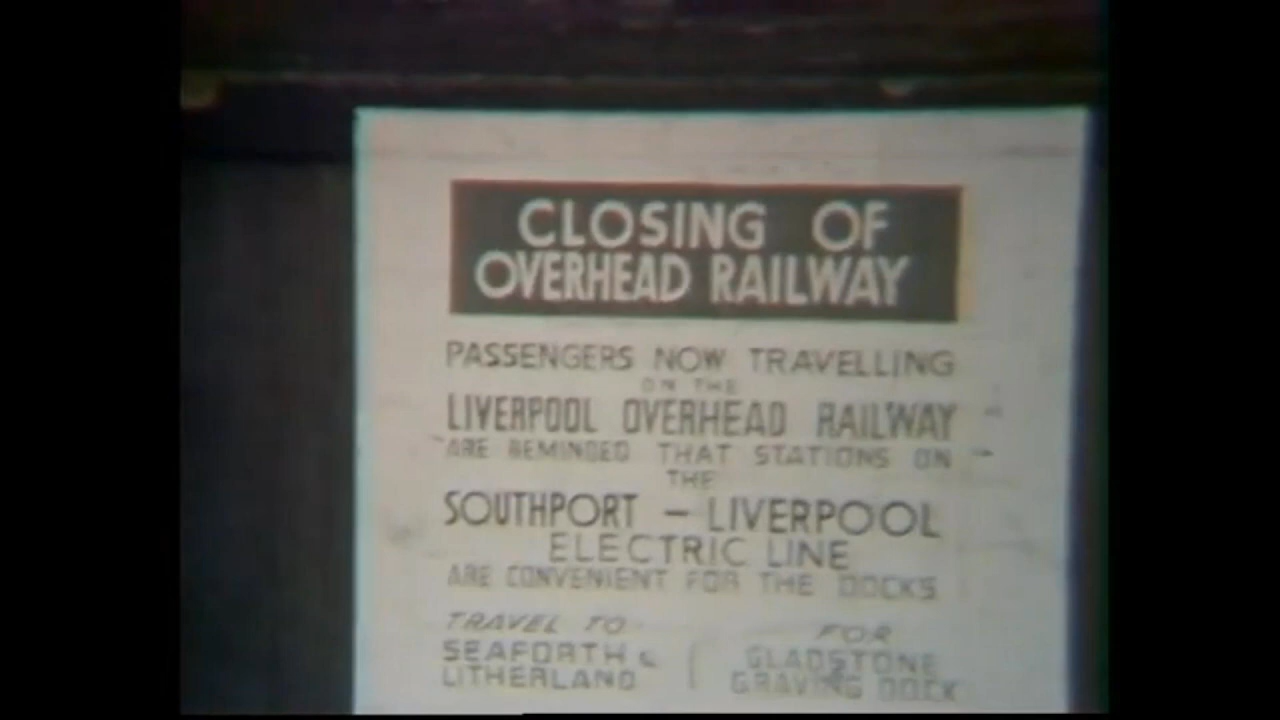 CLOSING OF
OVERHEAD RAILWAY
PASSENGERS NOW TRAVELLING
ON THE
LIVERPOOL OVERHEAD RAILWAY
ARE REMINDED THAT STATIONS ON
THE
SOUTHPORT - LIVERPOOL
ELECTRIC LINE
ARE CONVENIENT FOR THE DOCKS
TRAVEL TO FOR
SEAFORTH & GLADSTONE
LITHERLAND GRAVING DOCK